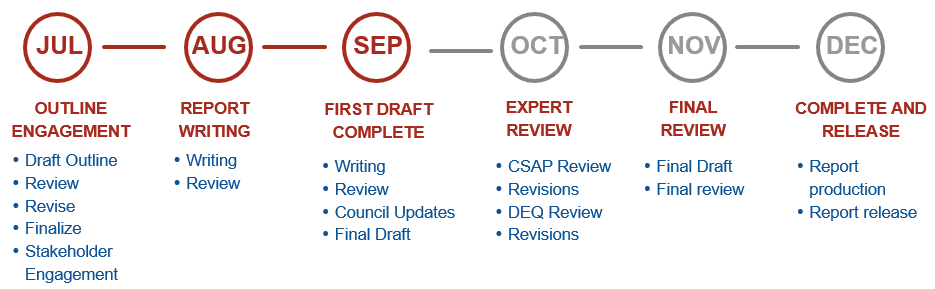 JUL
AUG
SEP
OCT
NOV
DEC
OUTLINE
ENGAGEMENT
• Draft Outline
• Review
• Revise
• Finalize
• Stakeholder
Engagement
REPORT
WRITING
• Writing
• Review
FIRST DRAFT
COMPLETE
• Writing
• Review
• Council Updates
• Final Draft
EXPERT
REVIEW
• CSAP Review
• Revisions
• DEQ Review
• Revisions
FINAL
REVIEW
• Final Draft
• Final review
COMPLETE AND
RELEASE
• Report
production
• Report release